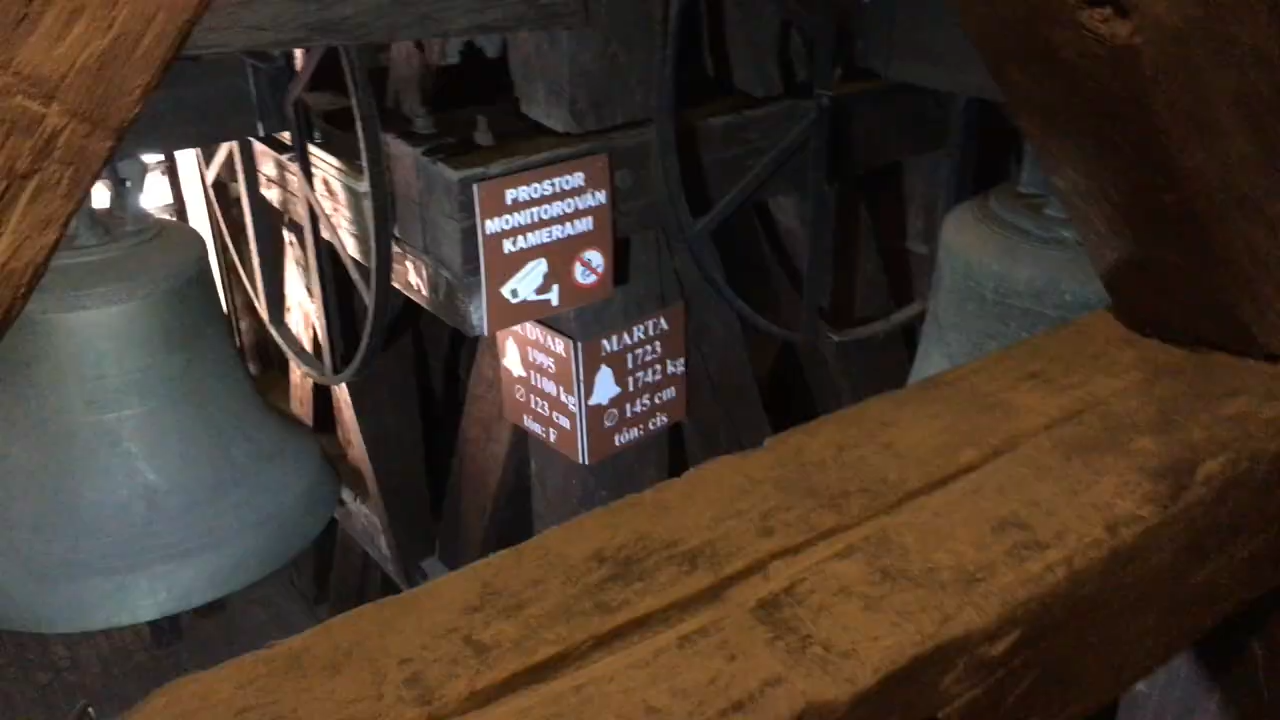 PROSTOR
MONITOROVÁN
KAMERAMI
1995
1100 kg
∅ 123 cm
tón: F
MARTA
1723
1742 kg
∅ 145 cm
tón: cis